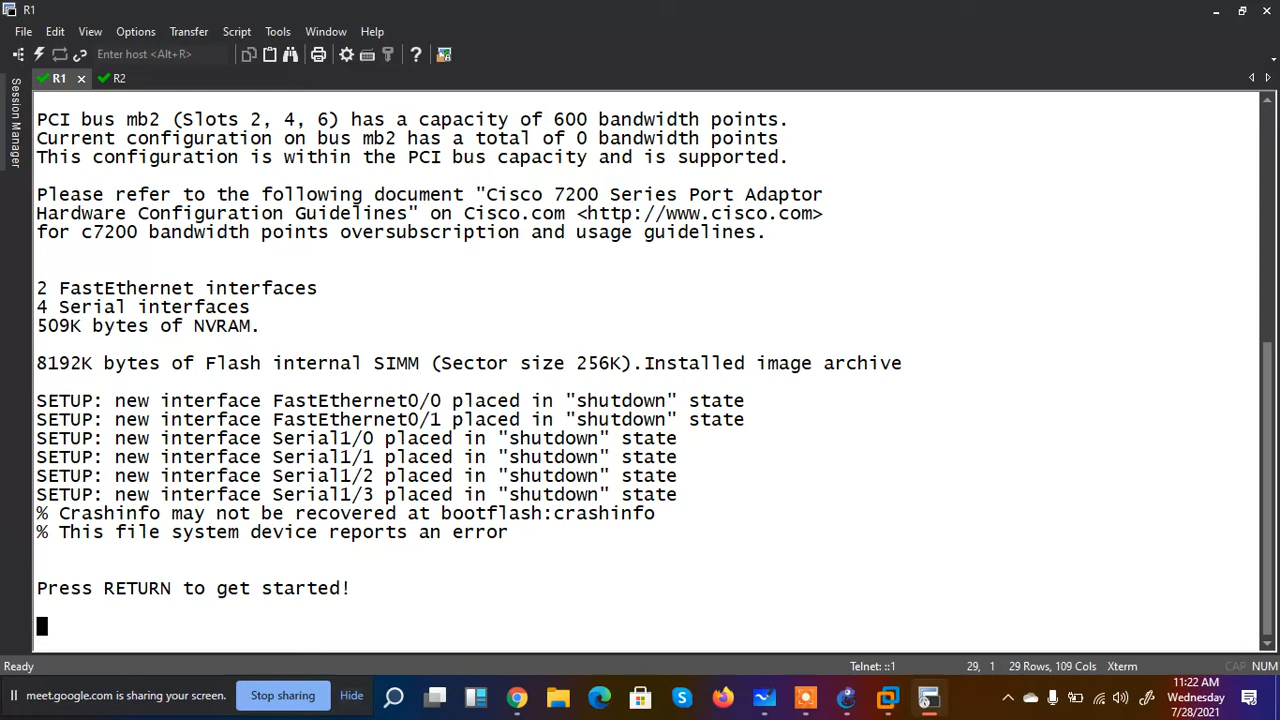 R1
File Edit View Options Transfer Script Tools Window Help
Enter host <Alt+R>
R1 R2
Session Manager
PCI bus mb2 (Slots 2, 4, 6) has a capacity of 600 bandwidth points.
Current configuration on bus mb2 has a total of 0 bandwidth points
This configuration is within the PCI bus capacity and is supported.
Please refer to the following document "Cisco 7200 Series Port Adaptor
Hardware Configuration Guidelines" on Cisco.com <http://www.cisco.com>
for c7200 bandwidth points oversubscription and usage guidelines.
2 FastEthernet interfaces
4 Serial interfaces
509K bytes of NVRAM.
8192K bytes of Flash internal SIMM (Sector size 256K).Installed image archive
SETUP: new interface FastEthernet0/0 placed in "shutdown" state
SETUP: new interface FastEthernet0/1 placed in "shutdown" state
SETUP: new interface Serial1/0 placed in "shutdown" state
SETUP: new interface Serial1/1 placed in "shutdown" state
SETUP: new interface Serial1/2 placed in "shutdown" state
SETUP: new interface Serial1/3 placed in "shutdown" state
% Crashinfo may not be recovered at bootflash:crashinfo
% This file system device reports an error
Press RETURN to get started!
Ready Telnet: ::1 29, 1 29 Rows, 109 Cols Xterm CAP NUM
meet.google.com is sharing your screen. Stop sharing Hide
11:22 AM
Wednesday
7/28/2021